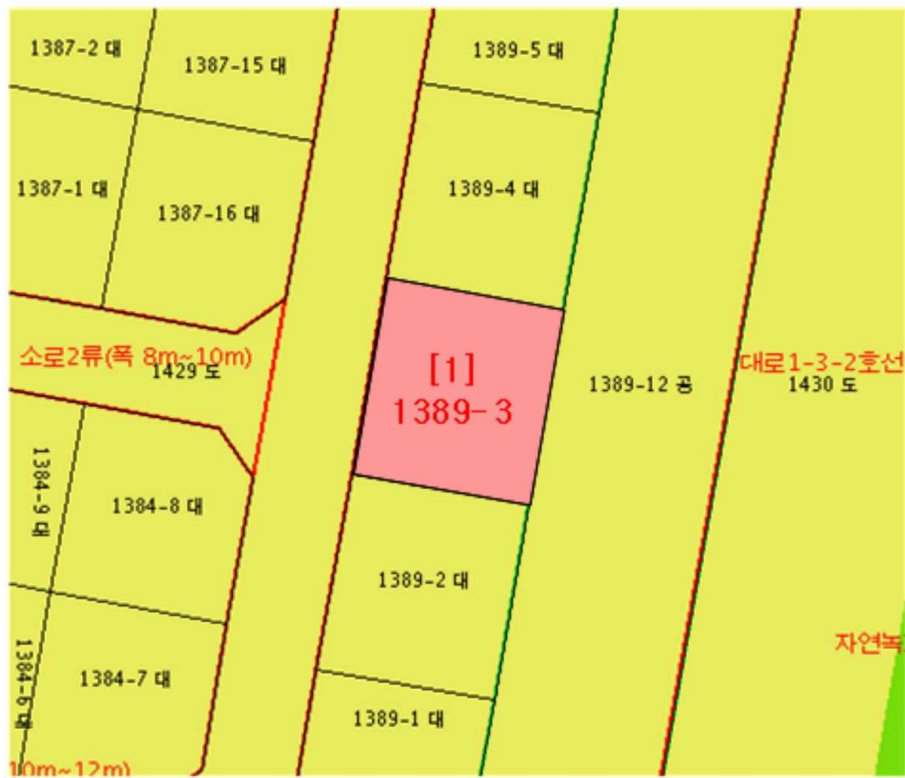 1387-2 대
1387-15 대
1389-5 대
1387-1 대
1387-16 대
1389-4 대
소로2류(폭 8m~10m)
1429 도
[1]
1389-3
1389-12 공
대로1-3-2호선
1430 도
1384-9 대
1384-8 대
1389-2 대
자연녹
1384-6 대
1384-7 대
1389-1 대
10m~12m)